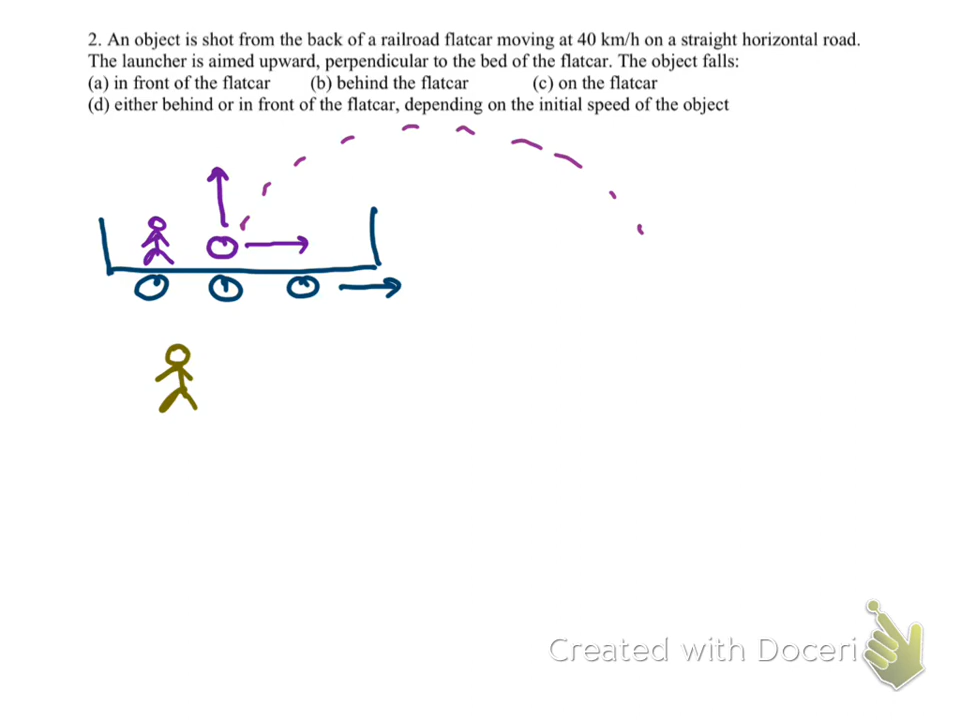 2. An object is shot from the back of a railroad flatcar moving at 40 km/h on a straight horizontal road.
The launcher is aimed upward, perpendicular to the bed of the flatcar. The object falls:
(a) in front of the flatcar (b) behind the flatcar (c) on the flatcar
(d) either behind or in front of the flatcar, depending on the initial speed of the object
Created with Doceri